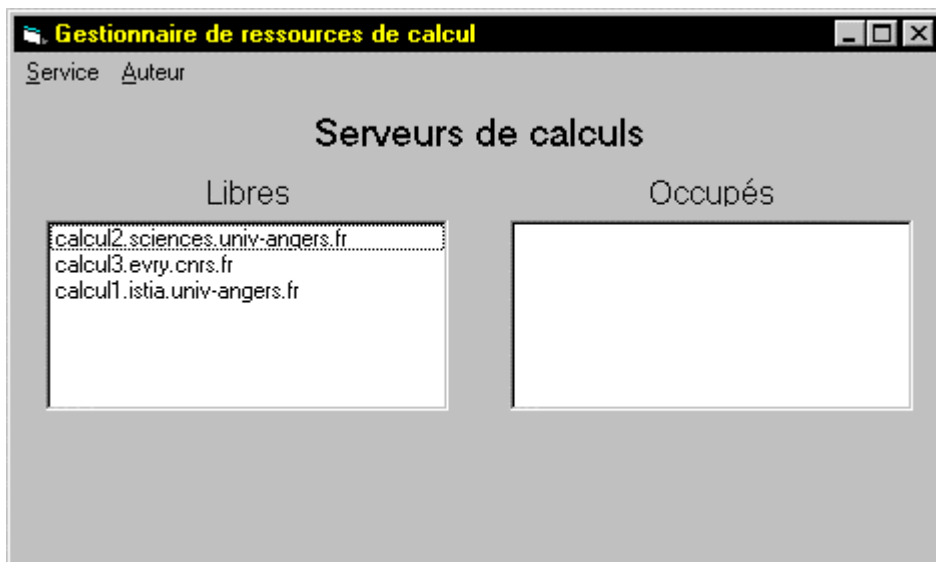 Gestionnaire de ressources de calcul
Service Auteur
Serveurs de calculs
Libres Occupés
calcul2.sciences.univ-angers.fr
calcul3.evry.cnrs.fr
calcul1.istia.univ-angers.fr